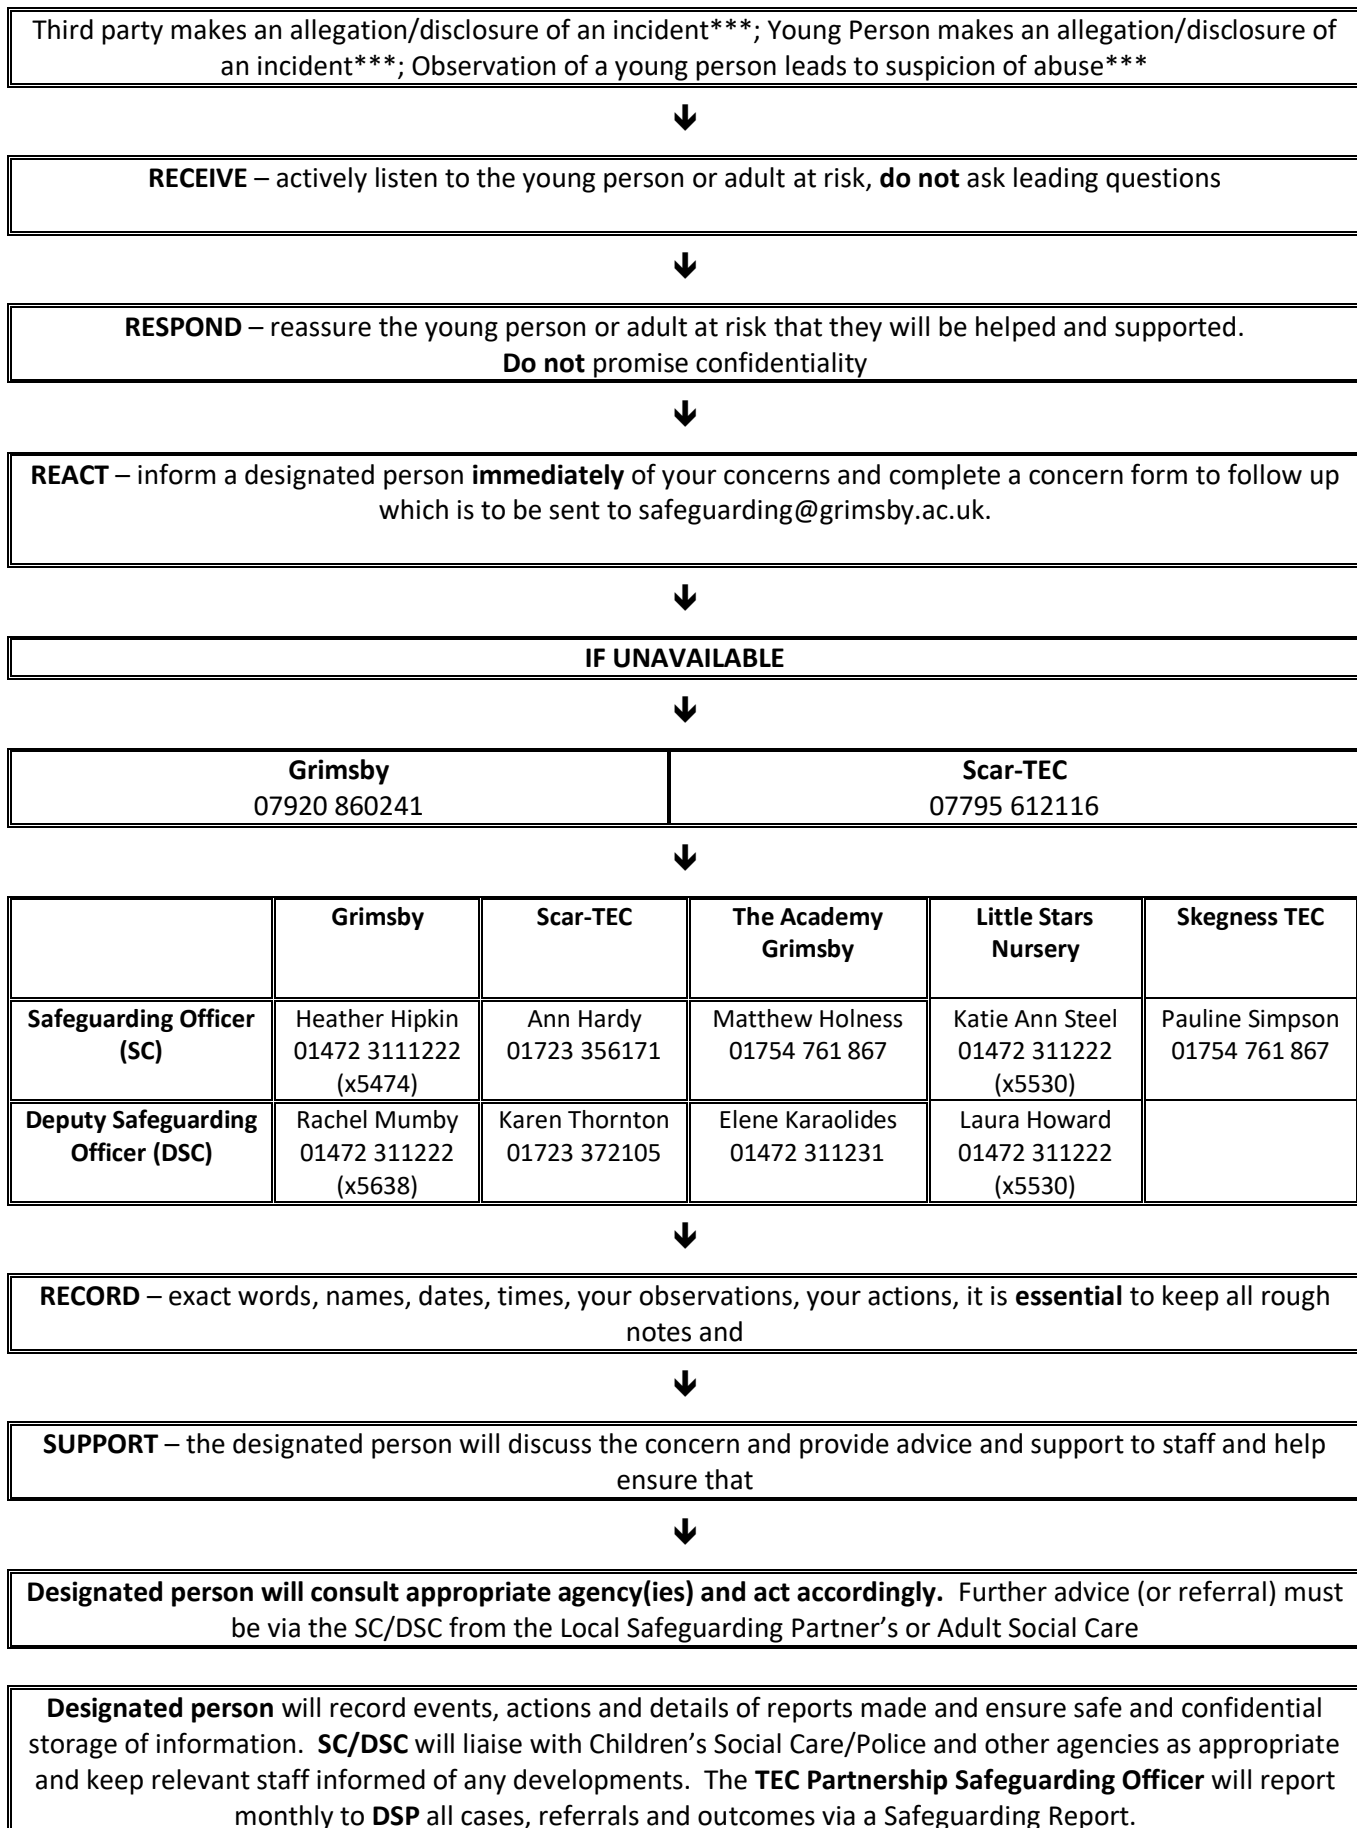 Third party makes an allegation/disclosure of an incident***; Young Person makes an allegation/disclosure of
an incident***; Observation of a young person leads to suspicion of abuse***
RECEIVE – actively listen to the young person or adult at risk, do not ask leading questions
RESPOND – reassure the young person or adult at risk that they will be helped and supported.
Do not promise confidentiality
REACT – inform a designated person immediately of your concerns and complete a concern form to follow up
which is to be sent to safeguarding@grimsby.ac.uk.
IF UNAVAILABLE
Grimsby
07920 860241
Scar-TEC
07795 612116
Grimsby
Scar-TEC
The Academy
Grimsby
Little Stars
Nursery
Skegness TEC
Safeguarding Officer
(SC)
Heather Hipkin
01472 3111222
(x5474)
Ann Hardy
01723 356171
Matthew Holness
01754 761 867
Katie Ann Steel
01472 311222
(x5530)
Pauline Simpson
01754 761 867
Deputy Safeguarding
Officer (DSC)
Rachel Mumby
01472 311222
(x5638)
Karen Thornton
01723 372105
Elene Karaolides
01472 311231
Laura Howard
01472 311222
(x5530)
RECORD – exact words, names, dates, times, your observations, your actions, it is essential to keep all rough
notes and
SUPPORT – the designated person will discuss the concern and provide advice and support to staff and help
ensure that
Designated person will consult appropriate agency(ies) and act accordingly.  Further advice (or referral) must
be via the SC/DSC from the Local Safeguarding Partner’s or Adult Social Care
Designated person will record events, actions and details of reports made and ensure safe and confidential
storage of information.  SC/DSC will liaise with Children’s Social Care/Police and other agencies as appropriate
and keep relevant staff informed of any developments.  The TEC Partnership Safeguarding Officer will report
monthly to DSP all cases, referrals and outcomes via a Safeguarding Report.